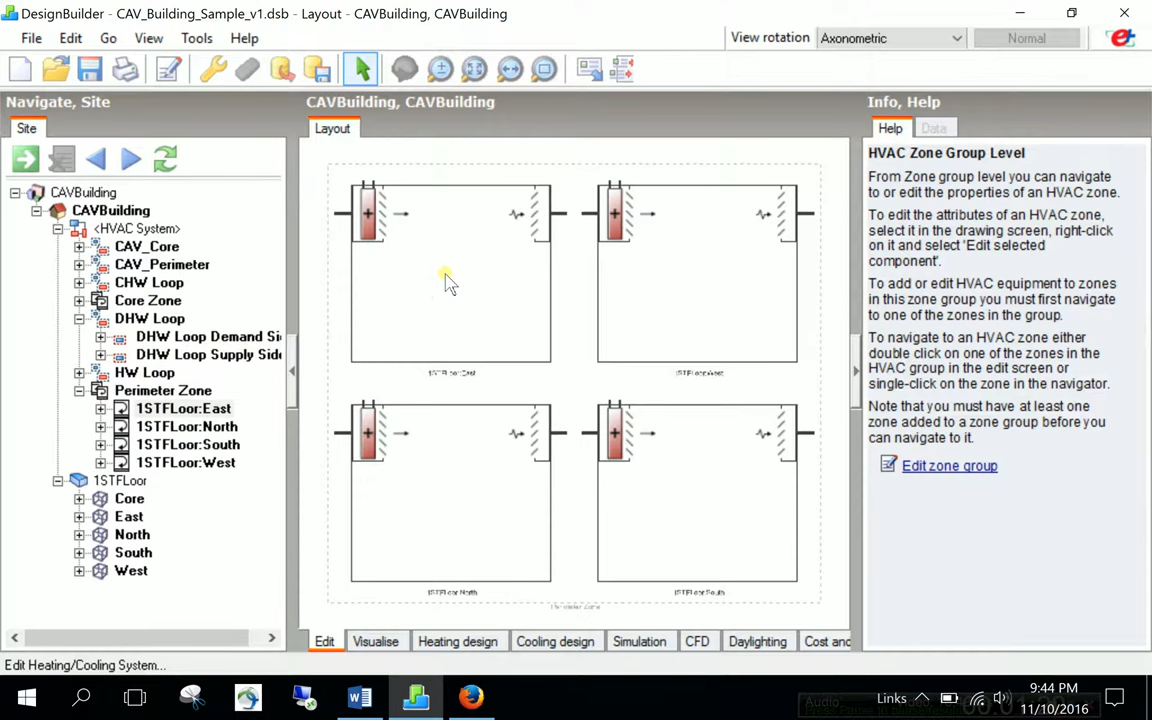 DesignBuilder - CAV_Building_Sample_v1.dsb - Layout - CAVBuilding, CAVBuilding
File Edit Go View Tools Help
View rotation Axonometric Normal
Navigate, Site
Site
CAVBuilding
CAVBuilding
<HVAC System>
CAV_Core
CAV_Perimeter
CHW Loop
Core Zone
DHW Loop
DHW Loop Demand Si
DHW Loop Supply Side
HW Loop
Perimeter Zone
1STFLoor:East
1STFLoor:North
1STFLoor:South
1STFLoor:West
1STFLoor
Core
East
North
South
West
CAVBuilding, CAVBuilding
Layout
1STFLoor:East
1STFLoor:West
1STFLoor:North
1STFLoor:South
Perimeter Zone
Edit Visualise Heating design Cooling design Simulation CFD Daylighting Cost and
Info, Help
Help Data
HVAC Zone Group Level
From Zone group level you can navigate
to or edit the properties of an HVAC zone.
To edit the attributes of an HVAC zone,
select it in the drawing screen, right-click
on it and select 'Edit selected
component'.
To add or edit HVAC equipment to zones
in this zone group you must first navigate
to one of the zones in the group.
To navigate to an HVAC zone either
double click on one of the zones in the
HVAC group in the edit screen or
single-click on the zone in the navigator.
Note that you must have at least one
zone added to a zone group before you
can navigate to it.
Edit zone group
Edit Heating/Cooling System...
Links
9:44 PM
11/10/2016